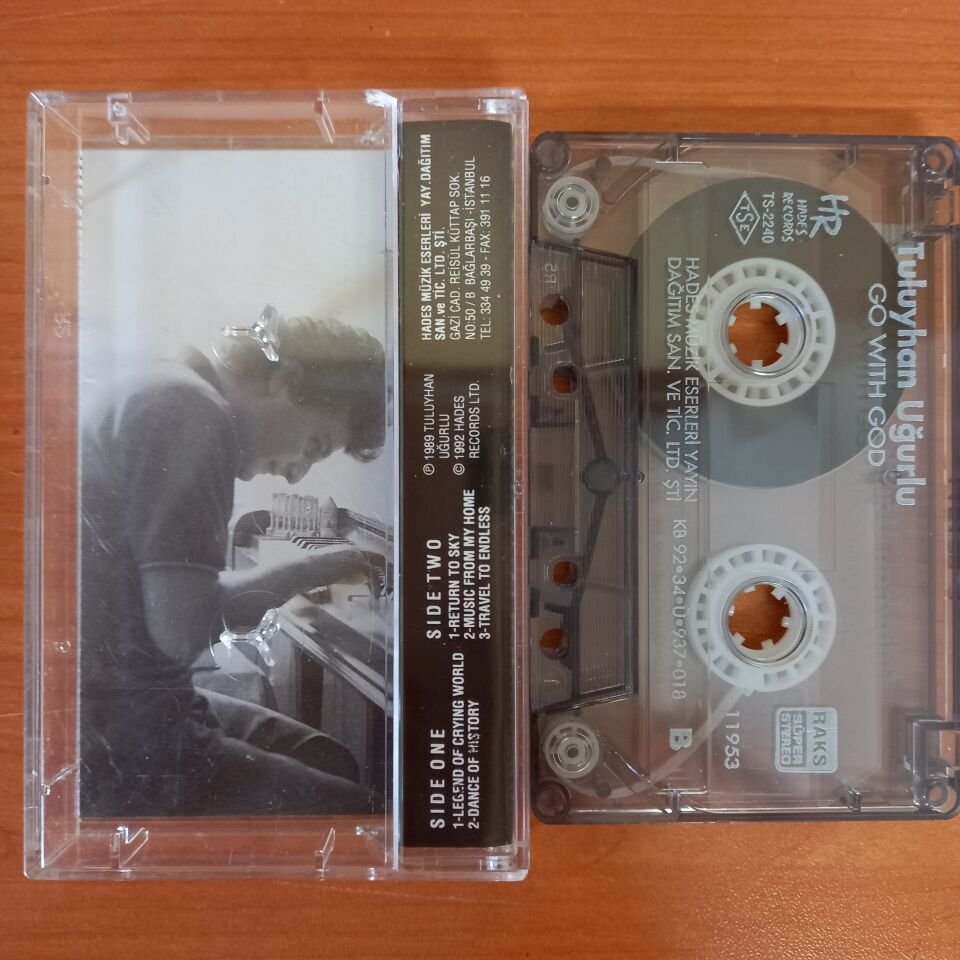 SIDE ONE
1-LEGEND OF CRYING WORLD
2-DANCE OF HISTORY
SIDE TWO
1-RETURN TO SKY
2-MUSIC FROM MY HOME
3-TRAVEL TO ENDLESS
℗ 1989 TULUYHAN
UĞURLU
© 1992 HADES
RECORDS LTD.
HADES MÜZİK ESERLERİ YAY.DAĞITIM
SAN.ve TİC. LTD. ŞTİ.
GAZİ CAD. REİSÜL KÜTTAP SOK.
NO:50/B BAĞLARBAŞI-İSTANBUL
TEL: 334 49 39 - FAX: 391 11 16
HR
HADES
RECORDS
TSE
TS-2240
Tuluyhan Uğurlu
GO WITH GOD
HADES MÜZİK ESERLERİ YAYIN
DAĞITIM SAN. VE TİC. LTD. ŞTİ
KB 92•34•Ü•937•018
B
11953
RAKS
SÜPER
STEREO